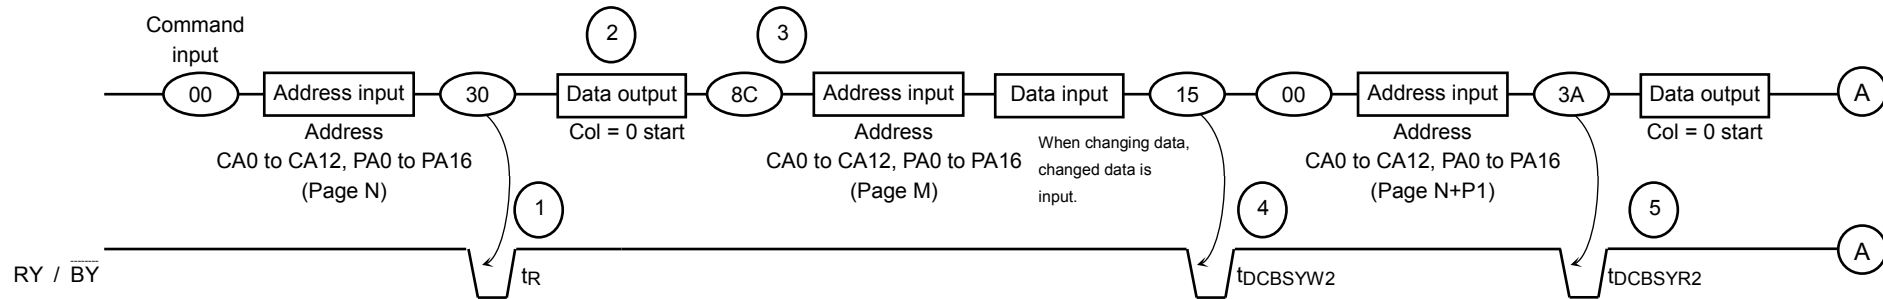 Command
input
2
3
00
Address input
30
Data output
8C
Address input
Data input
15
00
Address input
3A
Data output
A
Address
CA0 to CA12, PA0 to PA16
(Page N)
Col = 0 start
Address
CA0 to CA12, PA0 to PA16
(Page M)
When changing data,
changed data is
input.
Address
CA0 to CA12, PA0 to PA16
(Page N+P1)
Col = 0 start
1
4
5
RY / BY
tR
tDCBSYW2
tDCBSYR2
A